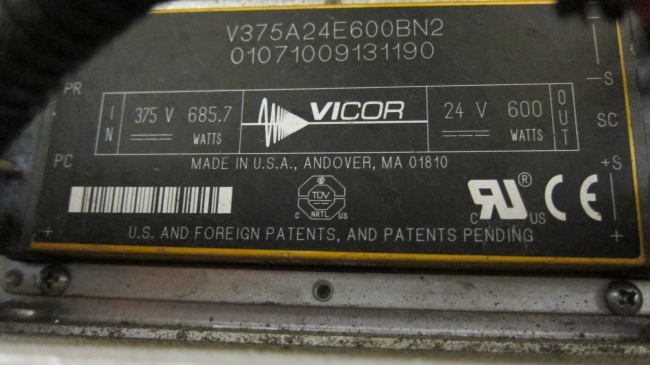 V375A24E600BN2
01071009131190
PR
-S
IN 375 V 685.7 WATTS
VICOR
24 V 600 WATTS OUT
SC
PC
MADE IN U.S.A., ANDOVER, MA 01810
+S
TÜV
C NRTL US
c RU ® US CE
+ U.S. AND FOREIGN PATENTS, AND PATENTS PENDING +